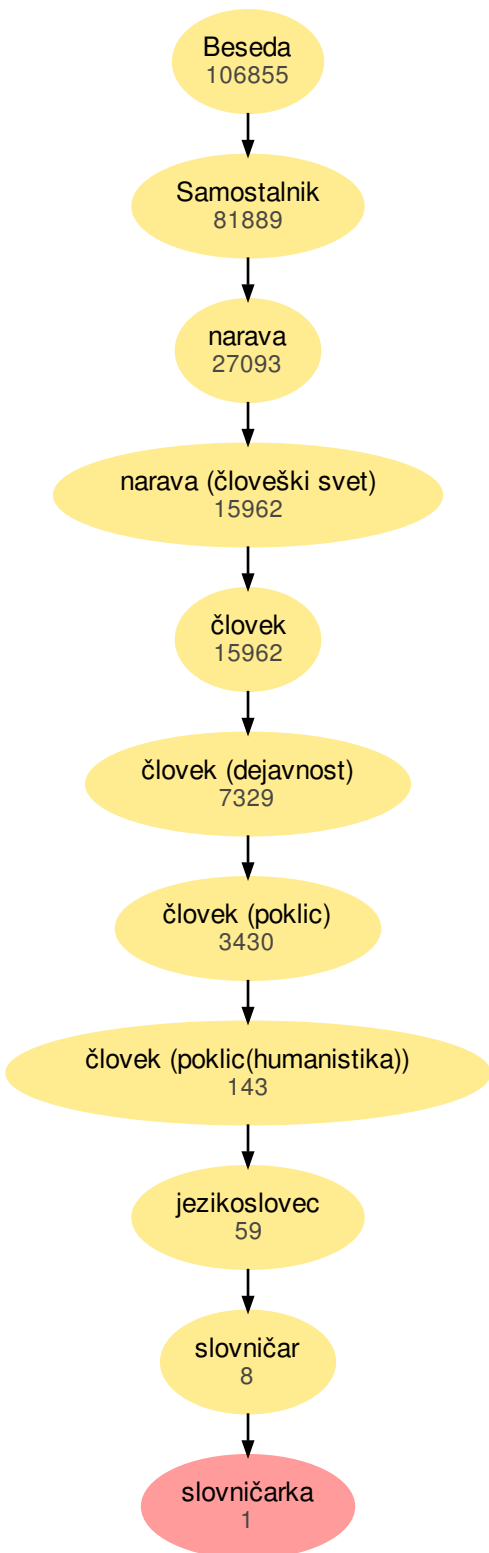 Beseda
106855
Samostalnik
81889
narava
27093
narava (človeški svet)
15962
človek
15962
človek (dejavnost)
7329
človek (poklic)
3430
človek (poklic(humanistika))
143
jezikoslovec
59
slovničar
8
slovničarka
1